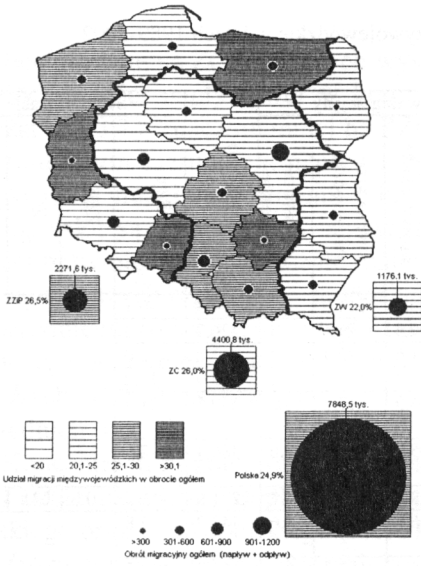 2271,6 tys.
ZZiP 26,5%
1176,1 tys.
ZW 22,0%
4400,8 tys.
ZC 26,0%
7848,5 tys.
Polska 24,9%
<20
20,1-25
25,1-30
>30,1
Udział migracji międzywojewódzkich w obrocie ogółem
>300
301-600
601-900
901-1200
Obrót migracyjny ogółem (napływ + odpływ)